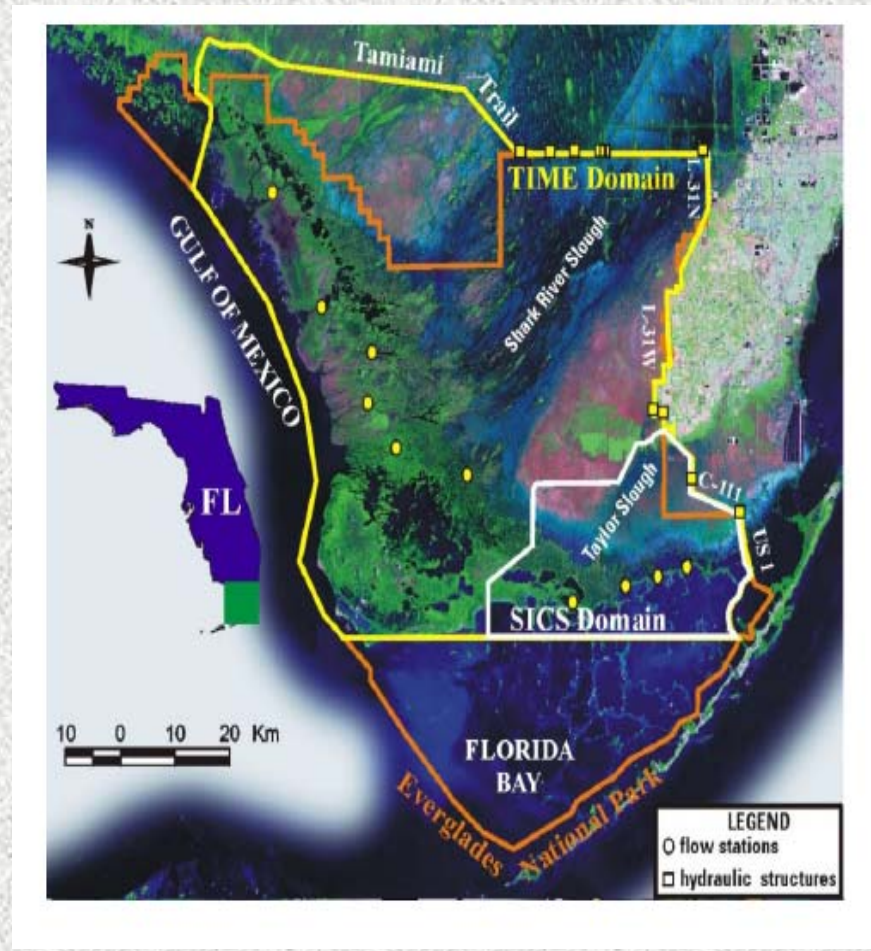 Tamiami
Trail
TIME Domain
L-31N
N
GULF OF MEXICO
Shark River Slough
L-31W
FL
C-111
Taylor Slough
US 1
SICS Domain
10 0 10 20 Km
FLORIDA
BAY
Everglades National Park
LEGEND
flow stations
hydraulic structures